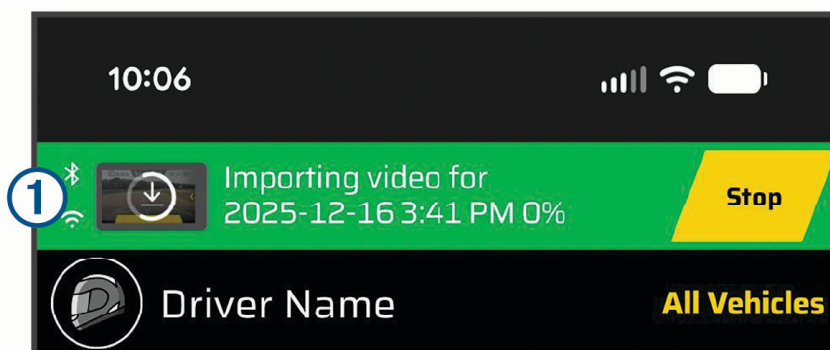 10:06
1
Importing video for
2025-12-16 3:41 PM 0%
Stop
Driver Name
All Vehicles